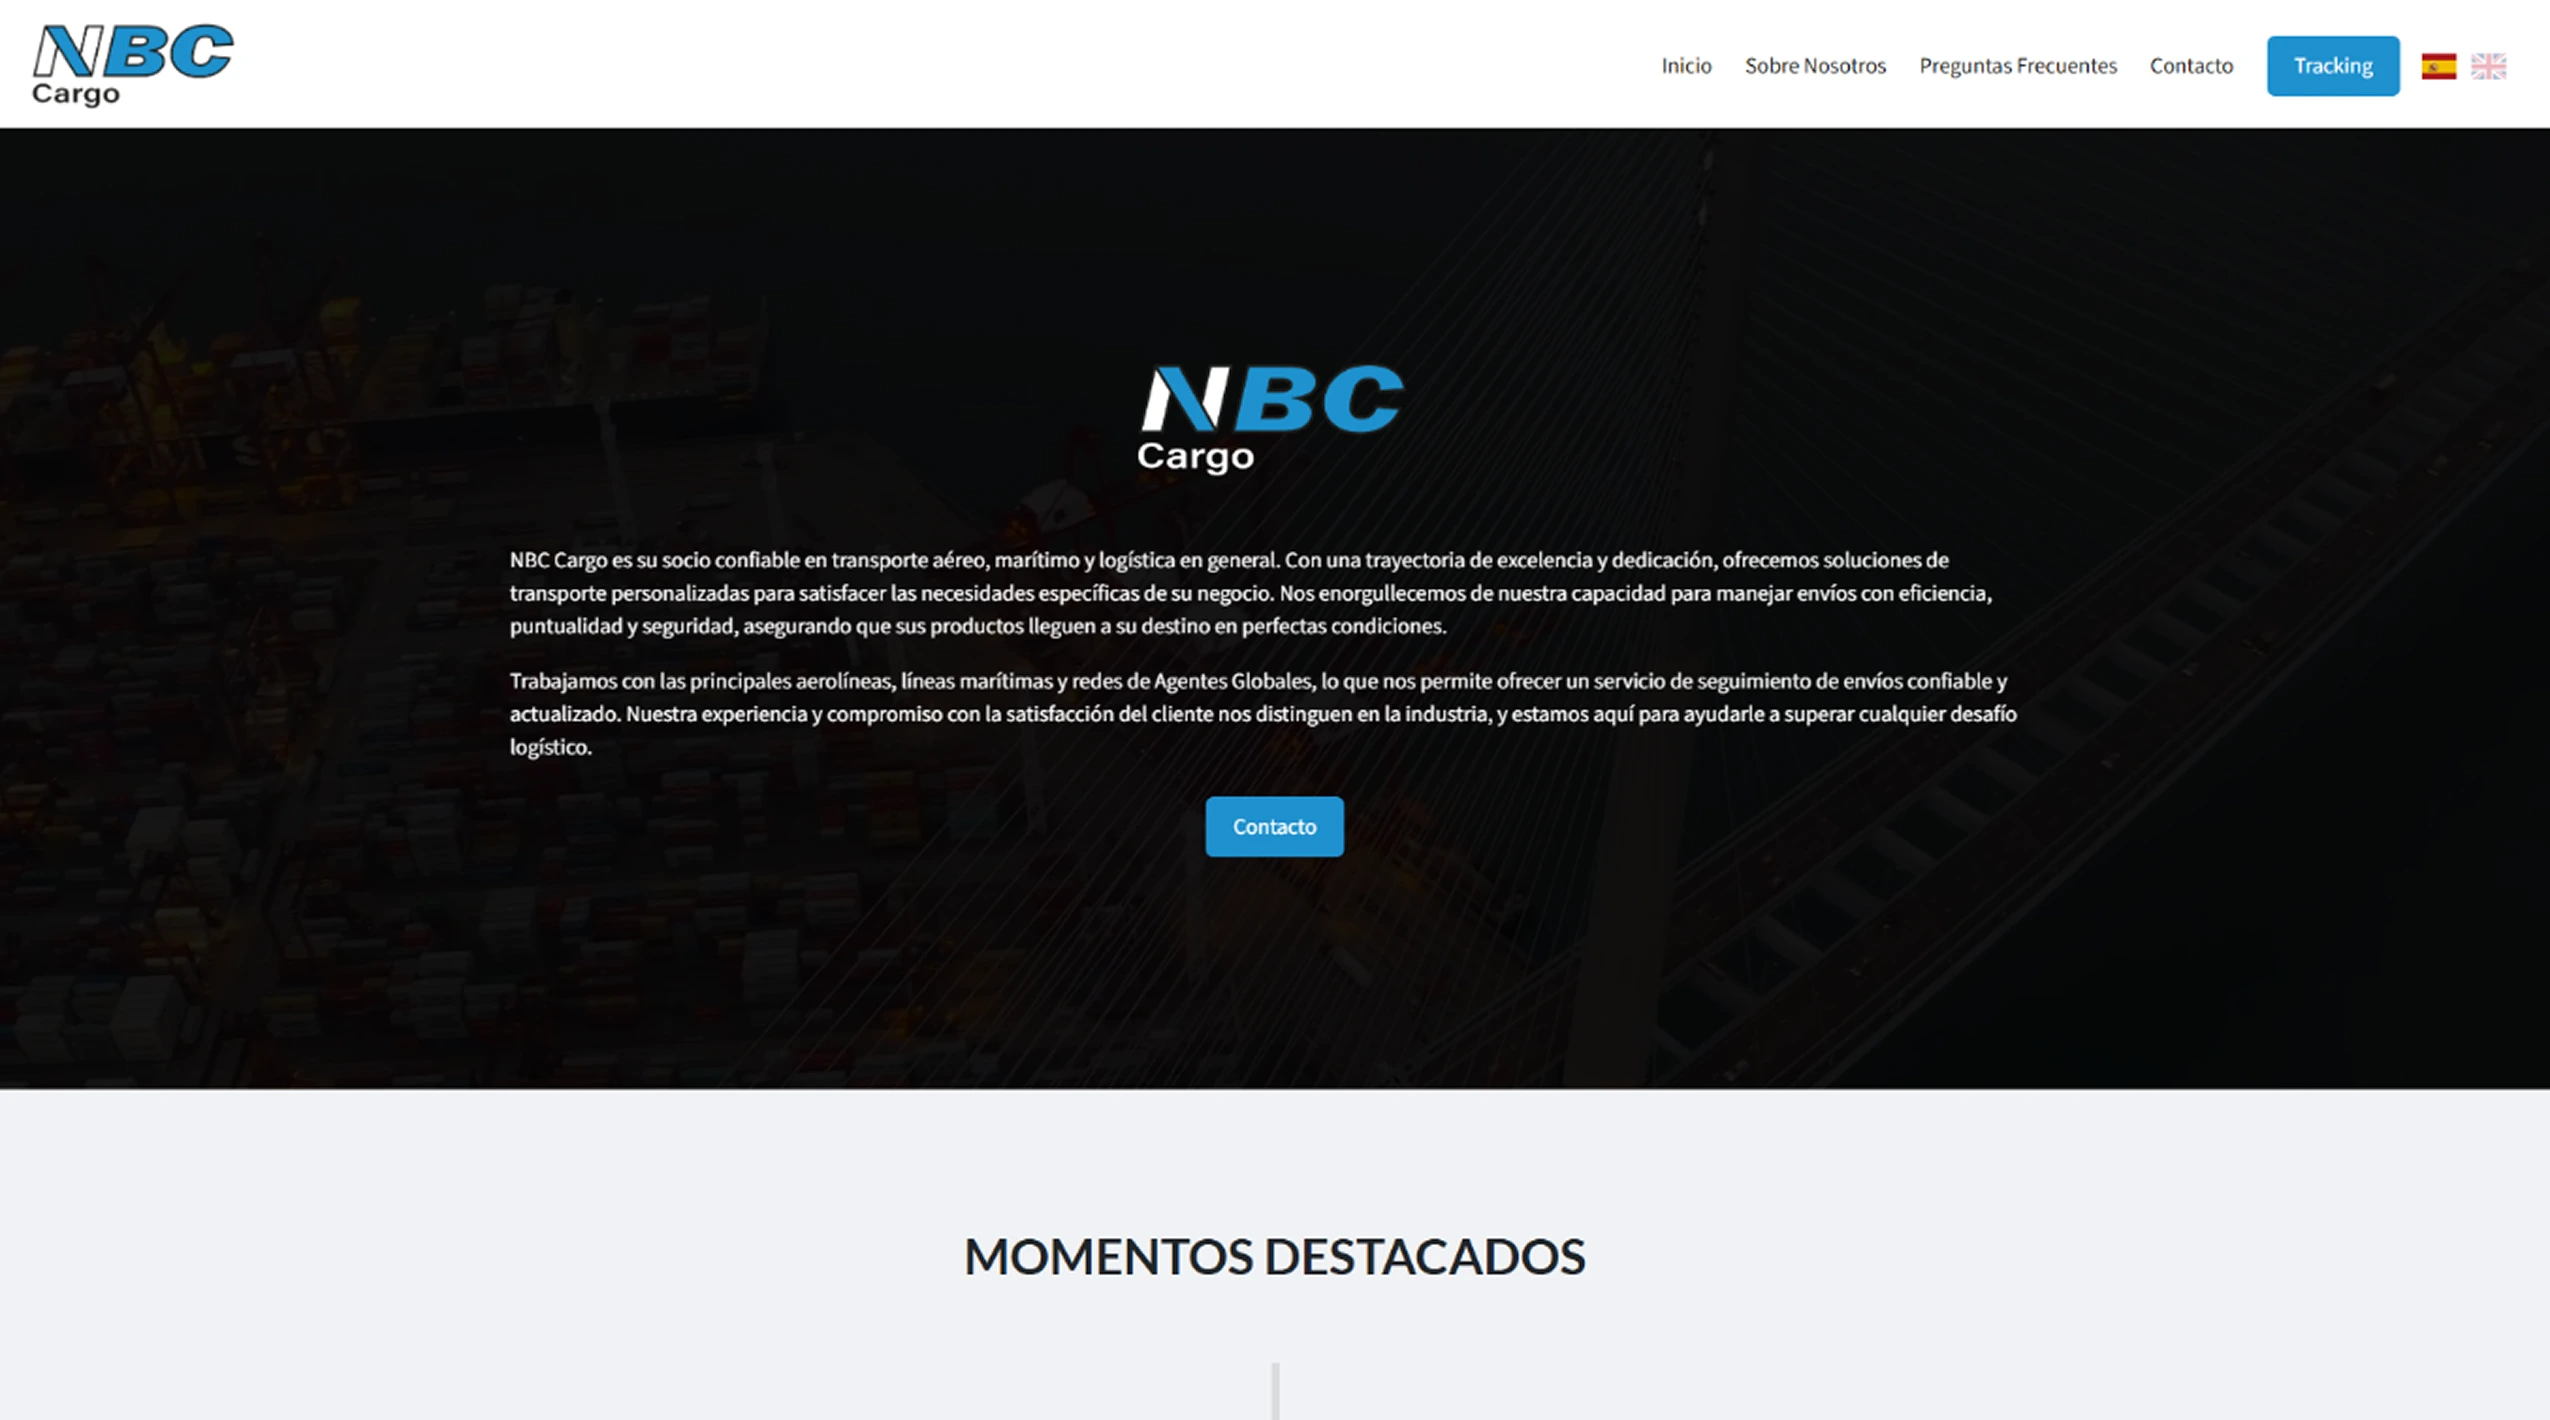 NBC
Cargo
Inicio Sobre Nosotros Preguntas Frecuentes Contacto Tracking
NBC
Cargo
NBC Cargo es su socio confiable en transporte aéreo, marítimo y logística en general. Con una trayectoria de excelencia y dedicación, ofrecemos soluciones de
transporte personalizadas para satisfacer las necesidades específicas de su negocio. Nos enorgullecemos de nuestra capacidad para manejar envíos con eficiencia,
puntualidad y seguridad, asegurando que sus productos lleguen a su destino en perfectas condiciones.
Trabajamos con las principales aerolíneas, líneas marítimas y redes de Agentes Globales, lo que nos permite ofrecer un servicio de seguimiento de envíos confiable y
actualizado. Nuestra experiencia y compromiso con la satisfacción del cliente nos distinguen en la industria, y estamos aquí para ayudarle a superar cualquier desafío
logístico.
Contacto
MOMENTOS DESTACADOS